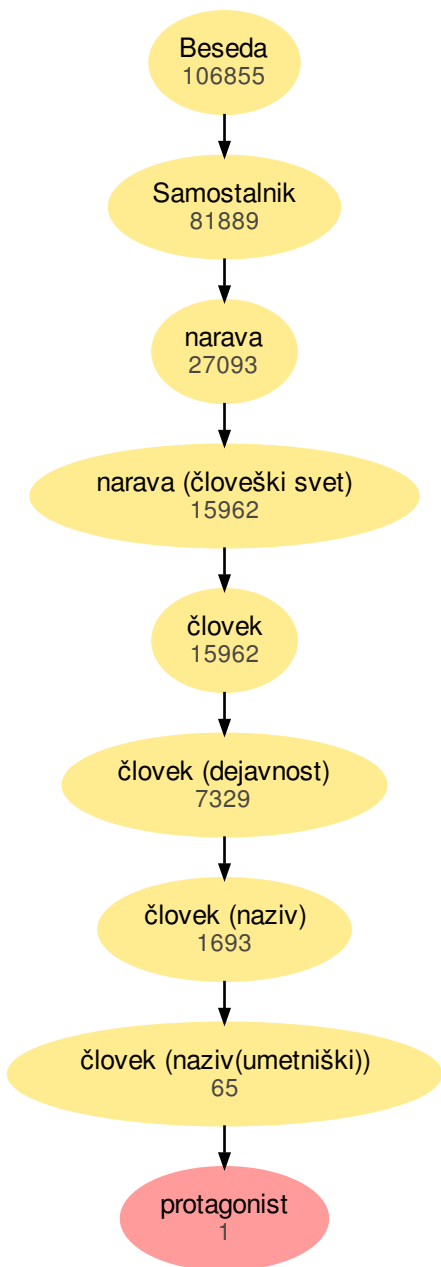 Beseda
106855
Samostalnik
81889
narava
27093
narava (človeški svet)
15962
človek
15962
človek (dejavnost)
7329
človek (naziv)
1693
človek (naziv(umetniški))
65
protagonist
1